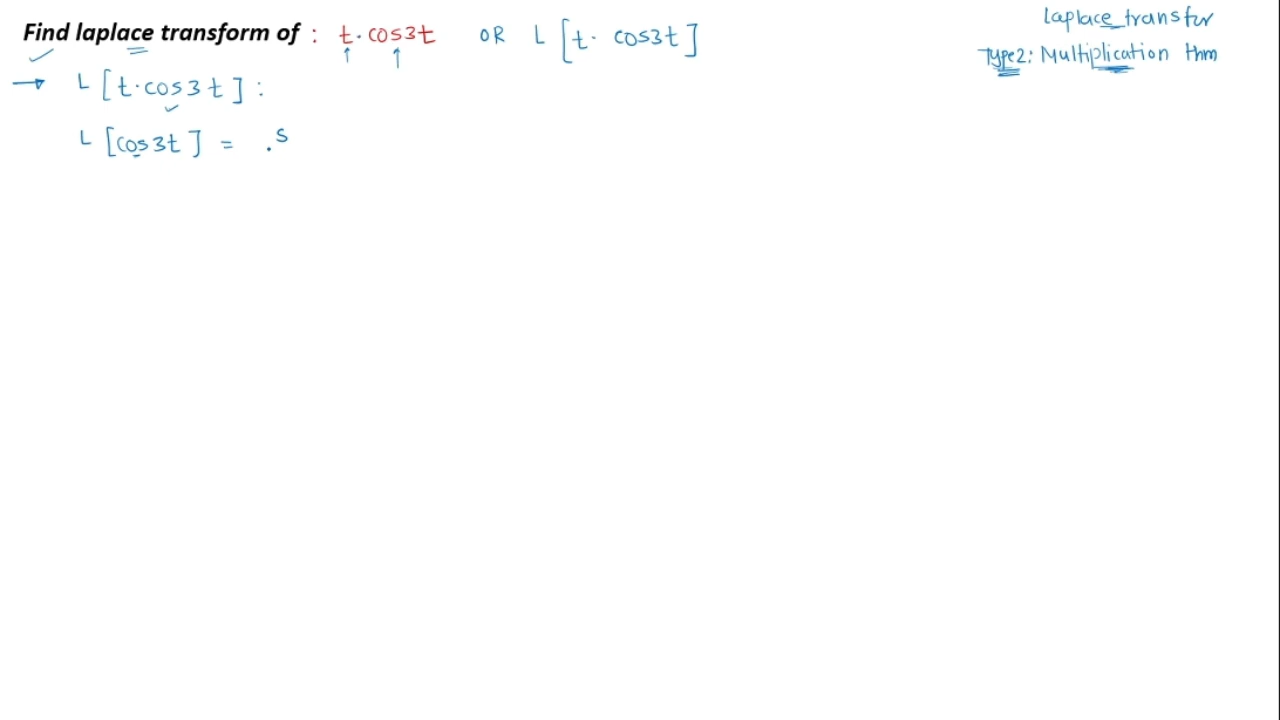 Find laplace transform of : t · cos3t OR L [t · cos3t]
laplace transfor
Type2: Multiplication thm
→ L [t·cos3t] :
L [cos3t] = . s